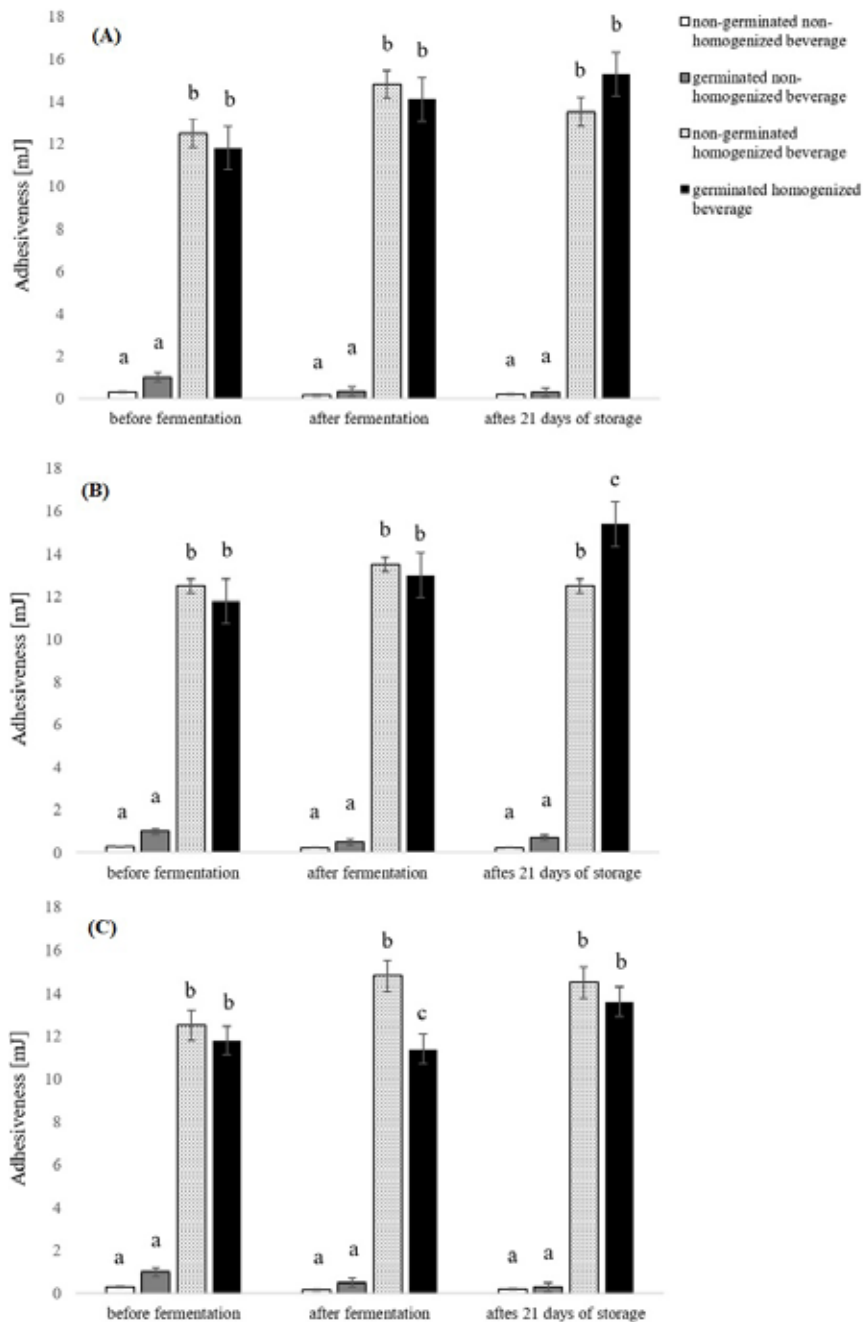 (A)
non-germinated non-
homogenized beverage
germinated non-
homogenized beverage
non-germinated
homogenized beverage
germinated homogenized
beverage
Adhesiveness [mJ]
18
16
14
12
10
8
6
4
2
0
a a b b
a a b b
a a b b
before fermentation after fermentation aftes 21 days of storage
(B)
Adhesiveness [mJ]
18
16
14
12
10
8
6
4
2
0
a a b b
a a b b
a a b c
before fermentation after fermentation aftes 21 days of storage
(C)
Adhesiveness [mJ]
18
16
14
12
10
8
6
4
2
0
a a b b
a a b c
a a b b
before fermentation after fermentation aftes 21 days of storage